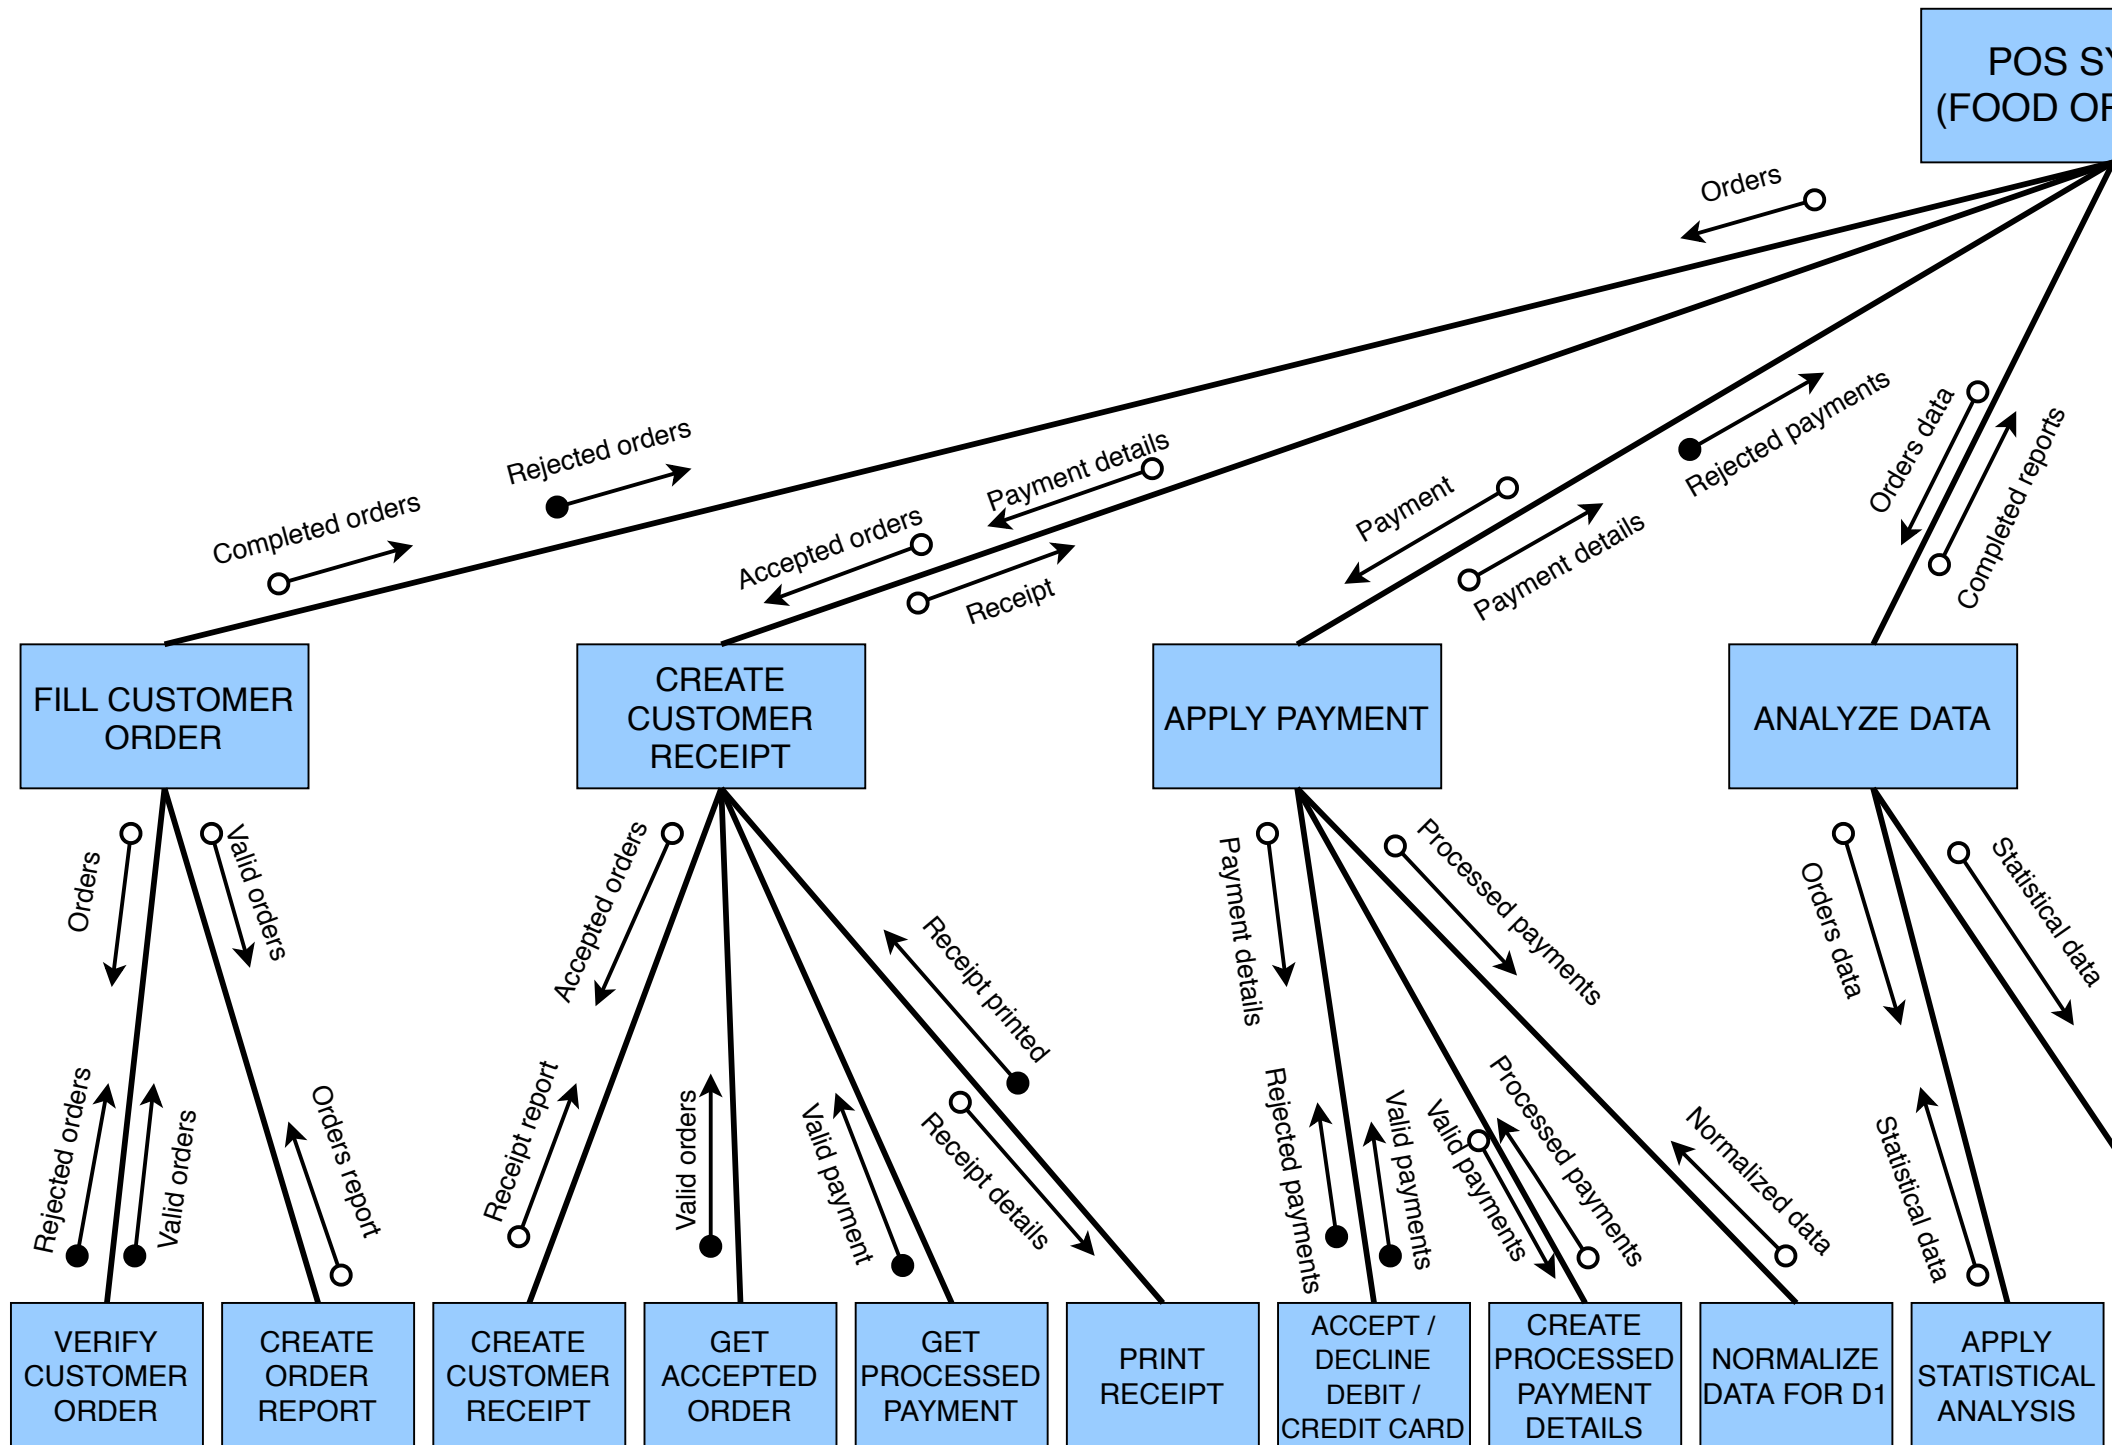 POS SY
(FOOD OR
Orders
Rejected orders
Completed orders
Payment details
Accepted orders
Receipt
Payment
Payment details
Rejected payments
Orders data
Completed reports
FILL CUSTOMER
ORDER
CREATE
CUSTOMER
RECEIPT
APPLY PAYMENT
ANALYZE DATA
Orders
Valid orders
Rejected orders
Valid orders
Orders report
Accepted orders
Receipt report
Valid orders
Valid payment
Receipt printed
Receipt details
Payment details
Processed payments
Rejected payments
Valid payments
Valid payments
Processed payments
Normalized data
Orders data
Statistical data
Statistical data
VERIFY
CUSTOMER
ORDER
CREATE
ORDER
REPORT
CREATE
CUSTOMER
RECEIPT
GET
ACCEPTED
ORDER
GET
PROCESSED
PAYMENT
PRINT
RECEIPT
ACCEPT /
DECLINE
DEBIT /
CREDIT CARD
CREATE
PROCESSED
PAYMENT
DETAILS
NORMALIZE
DATA FOR D1
APPLY
STATISTICAL
ANALYSIS